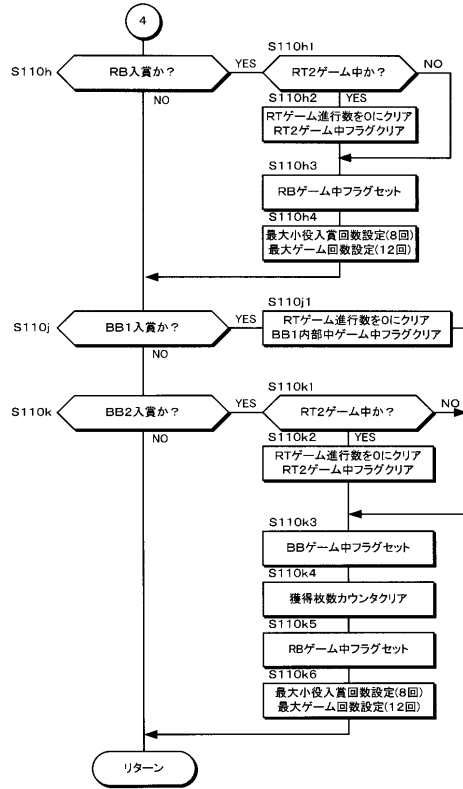 4
S110h
RB入賞か?
YES
NO
S110h1
RT2ゲーム中か?
NO
YES
S110h2
RTゲーム進行数を0にクリア
RT2ゲーム中フラグクリア
S110h3
RBゲーム中フラグセット
S110h4
最大小役入賞回数設定(8回)
最大ゲーム回数設定(12回)
S110j
BB1入賞か?
YES
NO
S110j1
RTゲーム進行数を0にクリア
BB1内部中ゲーム中フラグクリア
S110k
BB2入賞か?
YES
NO
S110k1
RT2ゲーム中か?
NO
YES
S110k2
RTゲーム進行数を0にクリア
RT2ゲーム中フラグクリア
S110k3
BBゲーム中フラグセット
S110k4
獲得枚数カウンタクリア
S110k5
RBゲーム中フラグセット
S110k6
最大小役入賞回数設定(8回)
最大ゲーム回数設定(12回)
リターン